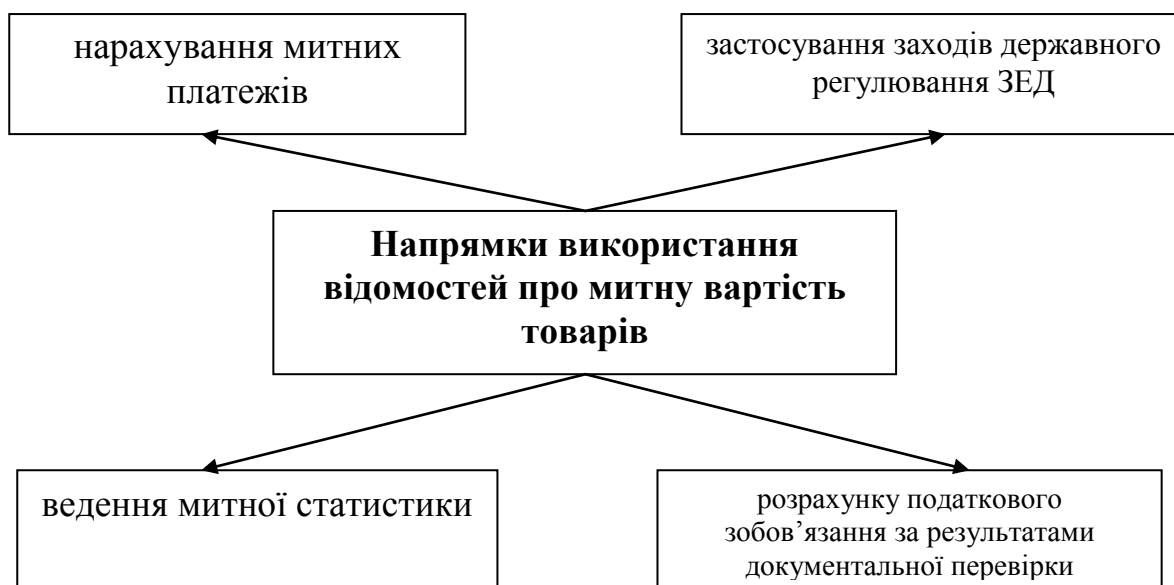 нарахування митних
платежів
застосування заходів державного
регулювання ЗЕД
Напрямки використання
відомостей про митну вартість
товарів
ведення митної статистики
розрахунку податкового
зобов’язання за результатами
документальної перевірки